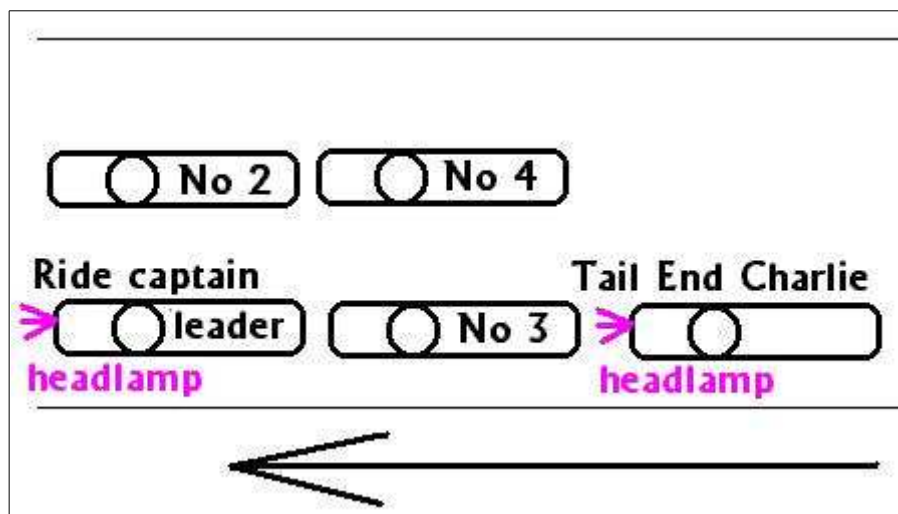 No 2
No 4
Ride captain
Tail End Charlie
leader
No 3
headlamp
headlamp